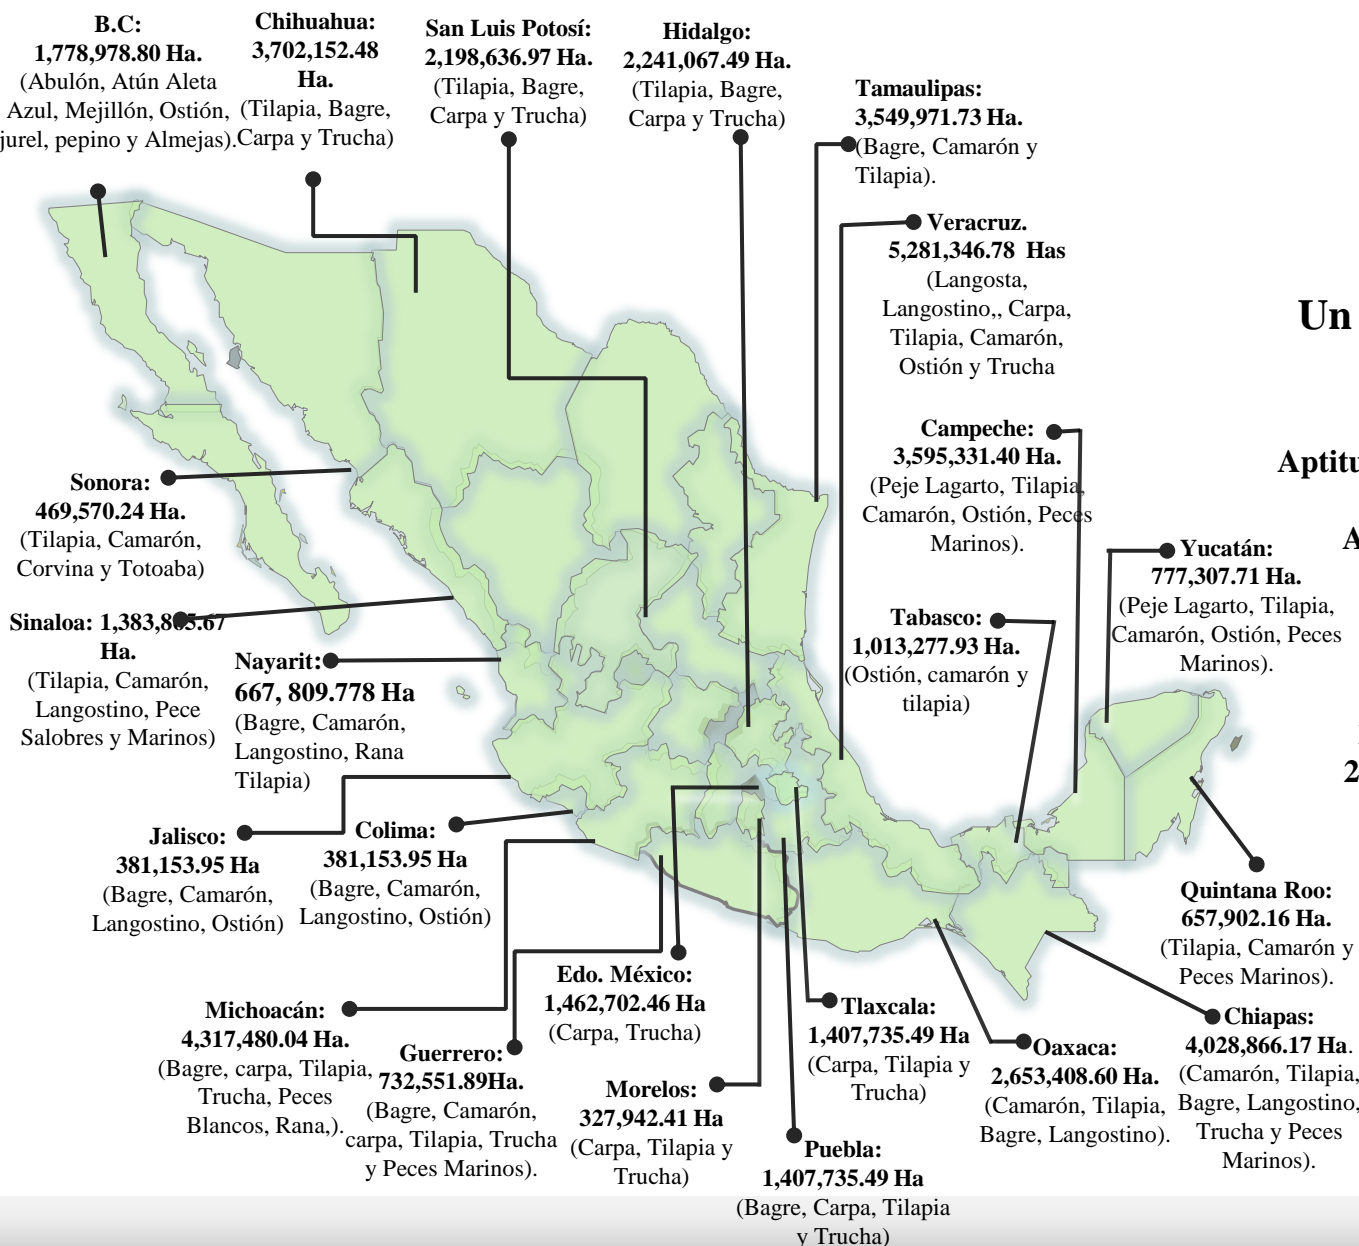 B.C:
1,778,978.80 Ha.
(Abulón, Atún Aleta
Azul, Mejillón, Ostión,
jurel, pepino y Almejas).
Chihuahua:
3,702,152.48
Ha.
(Tilapia, Bagre,
Carpa y Trucha)
San Luis Potosí:
2,198,636.97 Ha.
(Tilapia, Bagre,
Carpa y Trucha)
Hidalgo:
2,241,067.49 Ha.
(Tilapia, Bagre,
Carpa y Trucha)
Tamaulipas:
3,549,971.73 Ha.
(Bagre, Camarón y
Tilapia).
Veracruz.
5,281,346.78 Has
(Langosta,
Langostino,, Carpa,
Tilapia, Camarón,
Ostión y Trucha
Un
Campeche:
3,595,331.40 Ha.
(Peje Lagarto, Tilapia,
Camarón, Ostión, Peces
Marinos).
Aptitu
A
Sonora:
469,570.24 Ha.
(Tilapia, Camarón,
Corvina y Totoaba)
Yucatán:
777,307.71 Ha.
(Peje Lagarto, Tilapia,
Camarón, Ostión, Peces
Marinos).
Tabasco:
1,013,277.93 Ha.
(Ostión, camarón y
tilapia)
Sinaloa: 1,383,805.67
Ha.
(Tilapia, Camarón,
Langostino, Pece
Salobres y Marinos)
Nayarit:
667, 809.778 Ha
(Bagre, Camarón,
Langostino, Rana
Tilapia)
2
Jalisco:
381,153.95 Ha
(Bagre, Camarón,
Langostino, Ostión)
Colima:
381,153.95 Ha
(Bagre, Camarón,
Langostino, Ostión)
Quintana Roo:
657,902.16 Ha.
(Tilapia, Camarón y
Peces Marinos).
Michoacán:
4,317,480.04 Ha.
(Bagre, carpa, Tilapia,
Trucha, Peces
Blancos, Rana,).
Guerrero:
732,551.89Ha.
(Bagre, Camarón,
carpa, Tilapia, Trucha
y Peces Marinos).
Edo. México:
1,462,702.46 Ha
(Carpa, Trucha)
Morelos:
327,942.41 Ha
(Carpa, Tilapia y
Trucha)
Tlaxcala:
1,407,735.49 Ha
(Carpa, Tilapia y
Trucha)
Puebla:
1,407,735.49 Ha
(Bagre, Carpa, Tilapia
y Trucha)
Oaxaca:
2,653,408.60 Ha.
(Camarón, Tilapia,
Bagre, Langostino).
Chiapas:
4,028,866.17 Ha.
(Camarón, Tilapia,
Bagre, Langostino,
Trucha y Peces
Marinos).